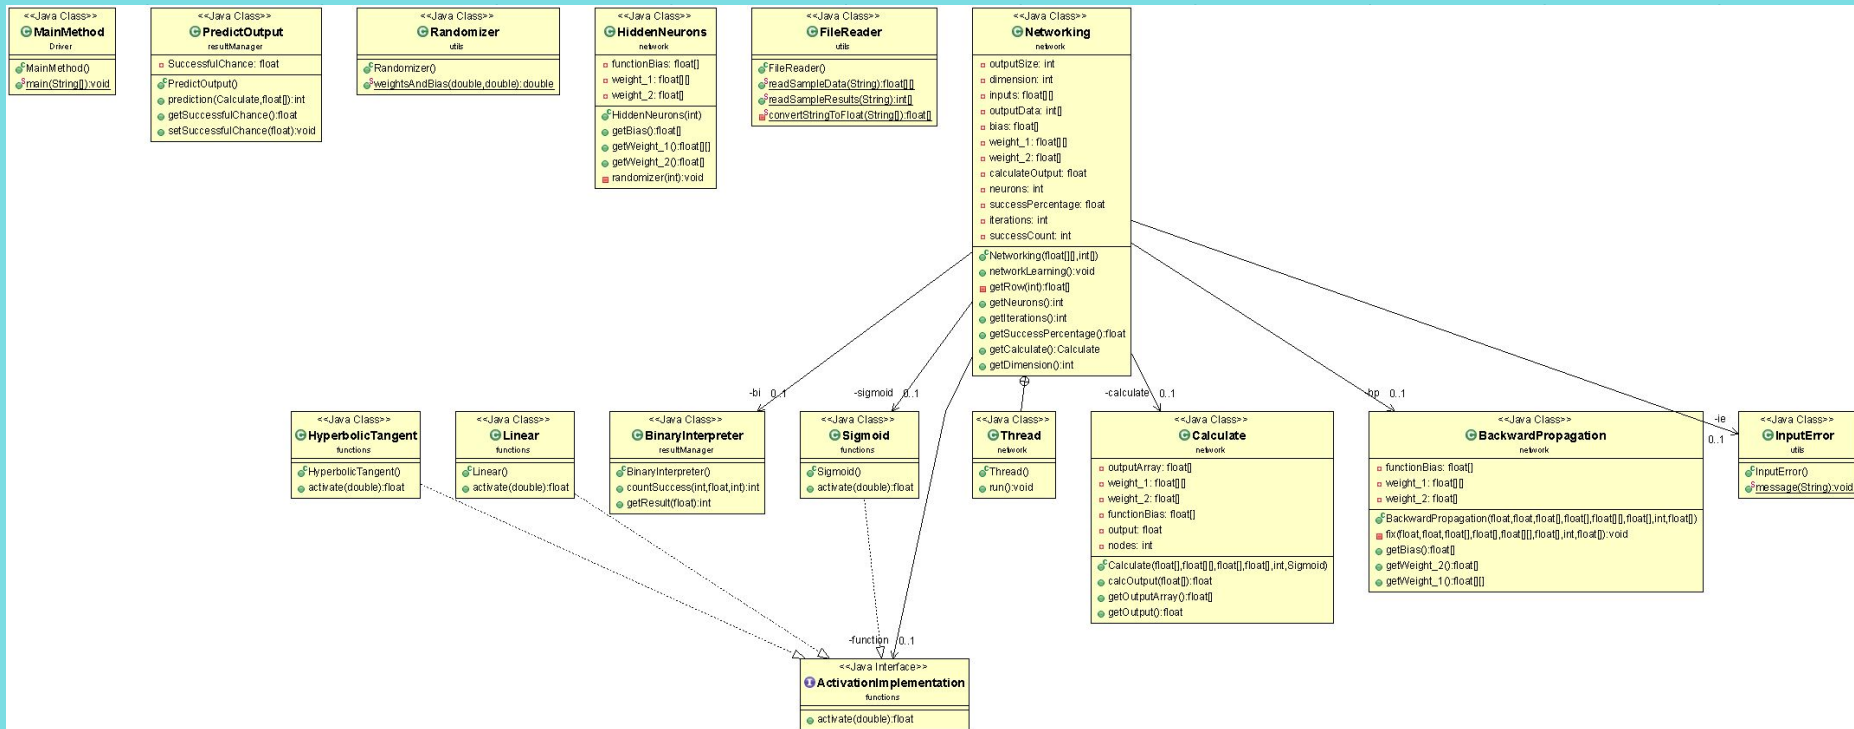 <<Java Class>>
MainMethod
Driver
MainMethod()
main(String[]):void
<<Java Class>>
PredictOutput
resultManager
SuccessfulChance: float
PredictOutput()
prediction(Calculate,float[]):int
getSuccessfulChance():float
setSuccessfulChance(float):void
<<Java Class>>
Randomizer
utils
Randomizer()
weightsAndBias(double,double):double
<<Java Class>>
HiddenNeurons
network
functionBias: float[]
weight_1: float[][]
weight_2: float[]
HiddenNeurons(int)
getBias():float[]
getWeight_1():float[][]
getWeight_2():float[]
randomizer(int):void
<<Java Class>>
FileReader
utils
FileReader()
readSampleData(String):float[][]
readSampleResults(String):int[]
convertStringToFloat(String[]):float[]
<<Java Class>>
Networking
network
outputSize: int
dimension: int
inputs: float[][]
outputData: int[]
bias: float[]
weight_1: float[][]
weight_2: float[]
calculateOutput: float
neurons: int
successPercentage: float
iterations: int
successCount: int
Networking(float[][],int[])
networkLearning():void
getRow(int):float[]
getNeurons():int
getIterations():int
getSuccessPercentage():float
getCalculate():Calculate
getDimension():int
-bi 0..1
-sigmoid 0..1
-calculate 0..1
-bp 0..1
-ie
0..1
<<Java Class>>
HyperbolicTangent
functions
HyperbolicTangent()
activate(double):float
<<Java Class>>
Linear
functions
Linear()
activate(double):float
<<Java Class>>
BinaryInterpreter
resultManager
BinaryInterpreter()
countSuccess(int,float,int):int
getResult(float):int
<<Java Class>>
Sigmoid
functions
Sigmoid()
activate(double):float
<<Java Class>>
Thread
network
Thread()
run():void
<<Java Class>>
Calculate
network
outputArray: float[]
weight_1: float[][]
weight_2: float[]
functionBias: float[]
output: float
nodes: int
Calculate(float[],float[][],float[],float[],int,Sigmoid)
calcOutput(float[]):float
getOutputArray():float[]
getOutput():float
<<Java Class>>
BackwardPropagation
network
functionBias: float[]
weight_1: float[][]
weight_2: float[]
BackwardPropagation(float,float,float[],float[],float[][],float[],int,float[])
fix(float,float,float[],float[],float[][],float[],int,float[]):void
getBias():float[]
getWeight_2():float[]
getWeight_1():float[][]
<<Java Class>>
InputError
utils
InputError()
message(String):void
-function 0..1
<<Java Interface>>
ActivationImplementation
functions
activate(double):float